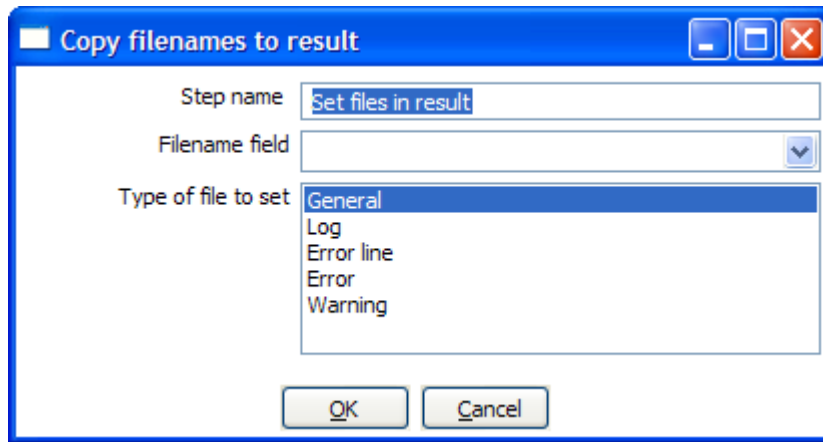 Copy filenames to result
Step name Set files in result
Filename field
Type of file to set General
Log
Error line
Error
Warning
OK Cancel